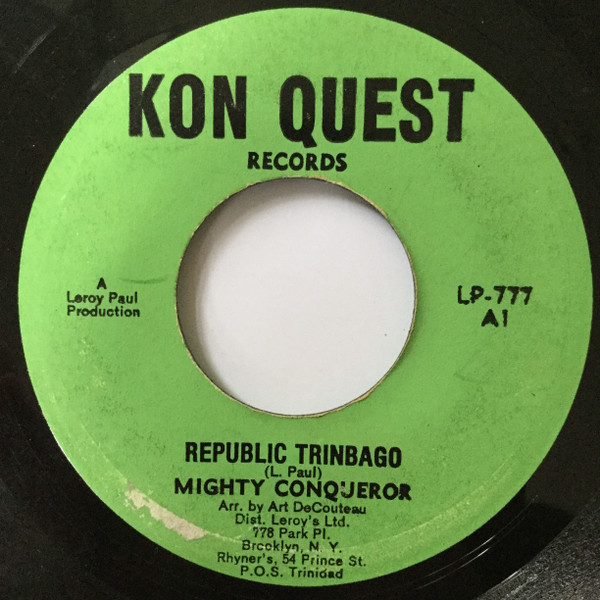 KON QUEST
RECORDS
A
Leroy Paul
Production
LP-777
A1
REPUBLIC TRINBAGO
(L. Paul)
MIGHTY CONQUEROR
Arr. by Art DeCouteau
Dist. Leroy's Ltd.
778 Park Pl.
Brooklyn, N.Y.
Rhyner's, 54 Prince St.
P.O.S. Trinidad